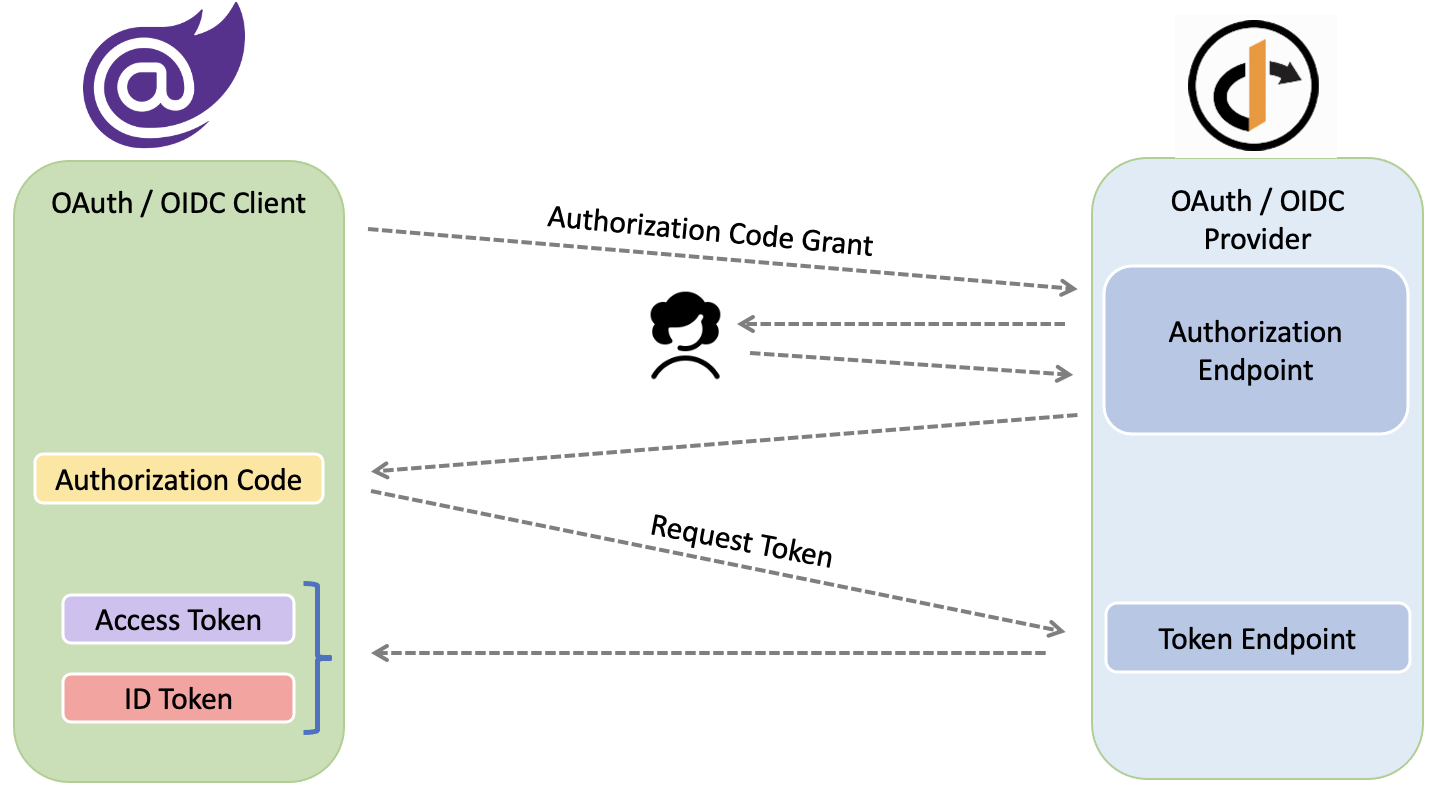 OAuth / OIDC Client
OAuth / OIDC
Provider
Authorization Code Grant
Authorization
Endpoint
Authorization Code
Request Token
Access Token
Token Endpoint
ID Token